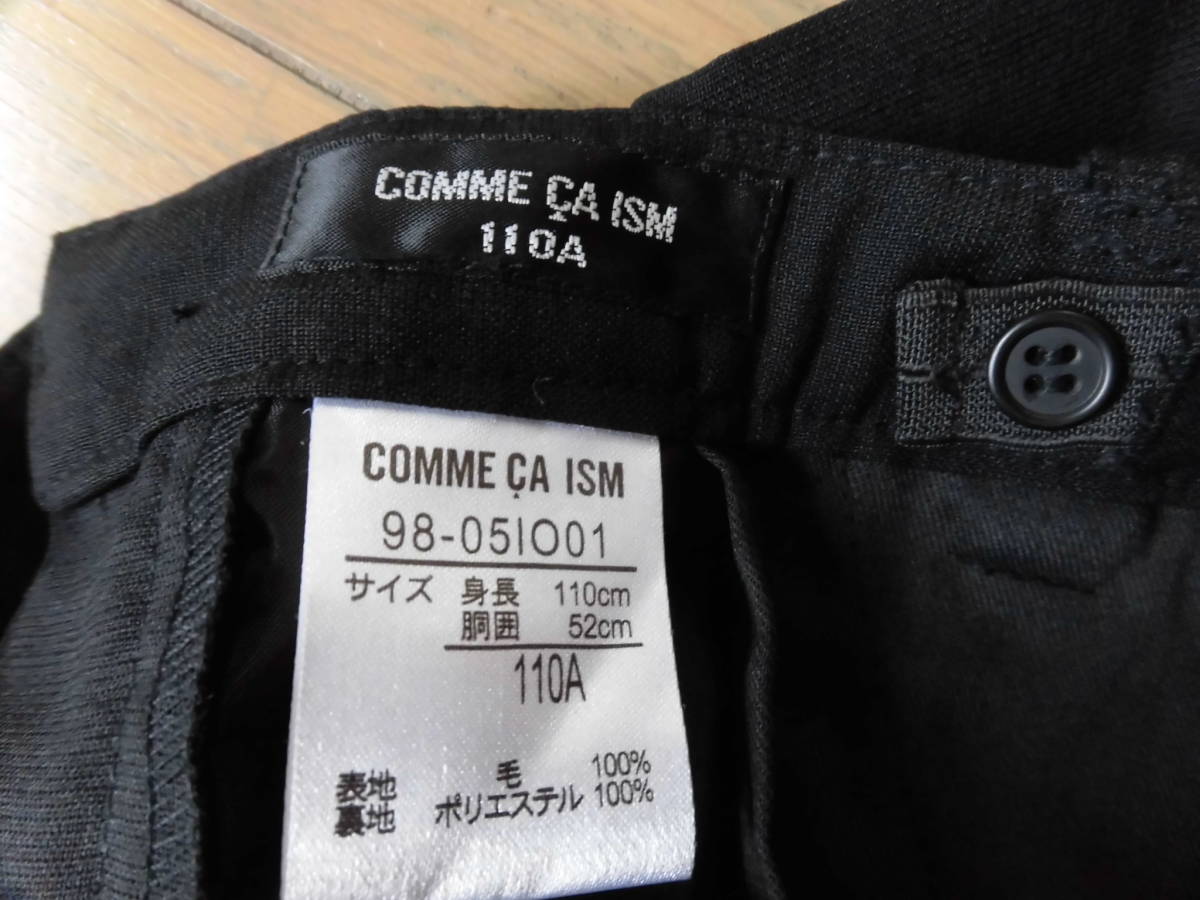 COMME ÇA ISM
110A
COMME ÇA ISM
98-05IO01
サイズ 身長 110cm
胴囲 52cm
110A
表地 毛 100%
裏地 ポリエステル 100%